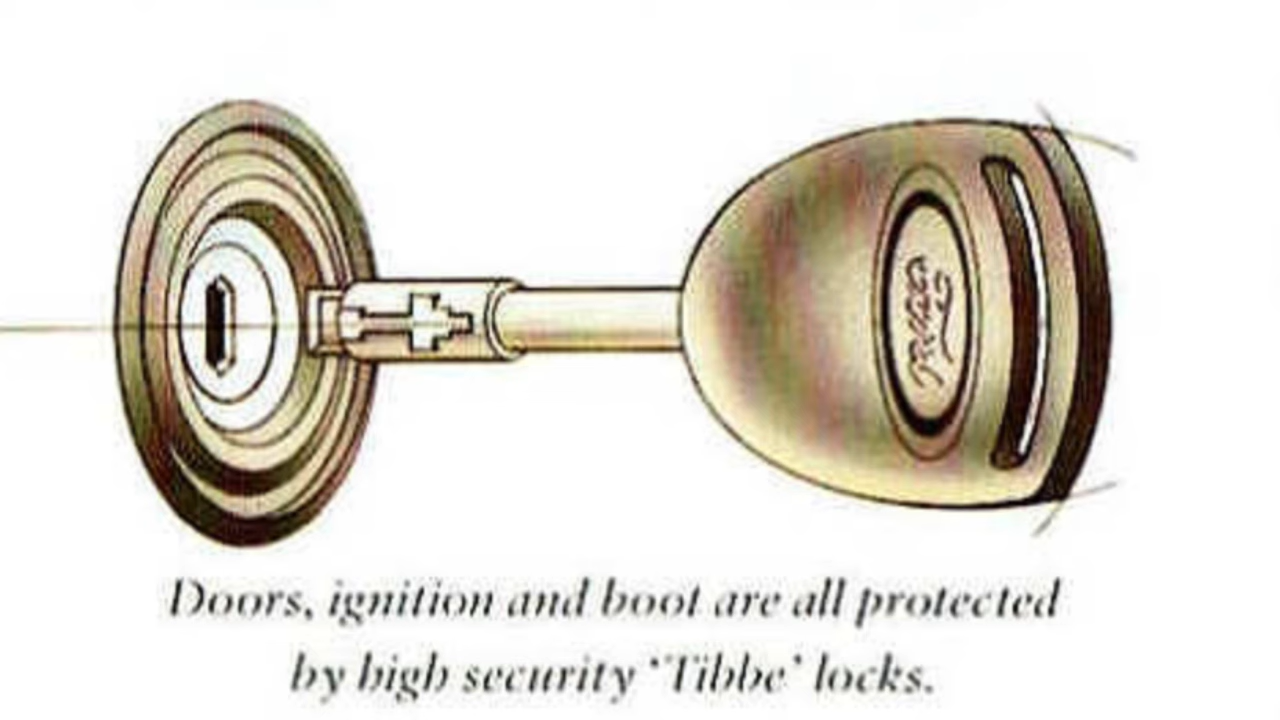 Doors, ignition and boot are all protected
by high security 'Tibbe' locks.